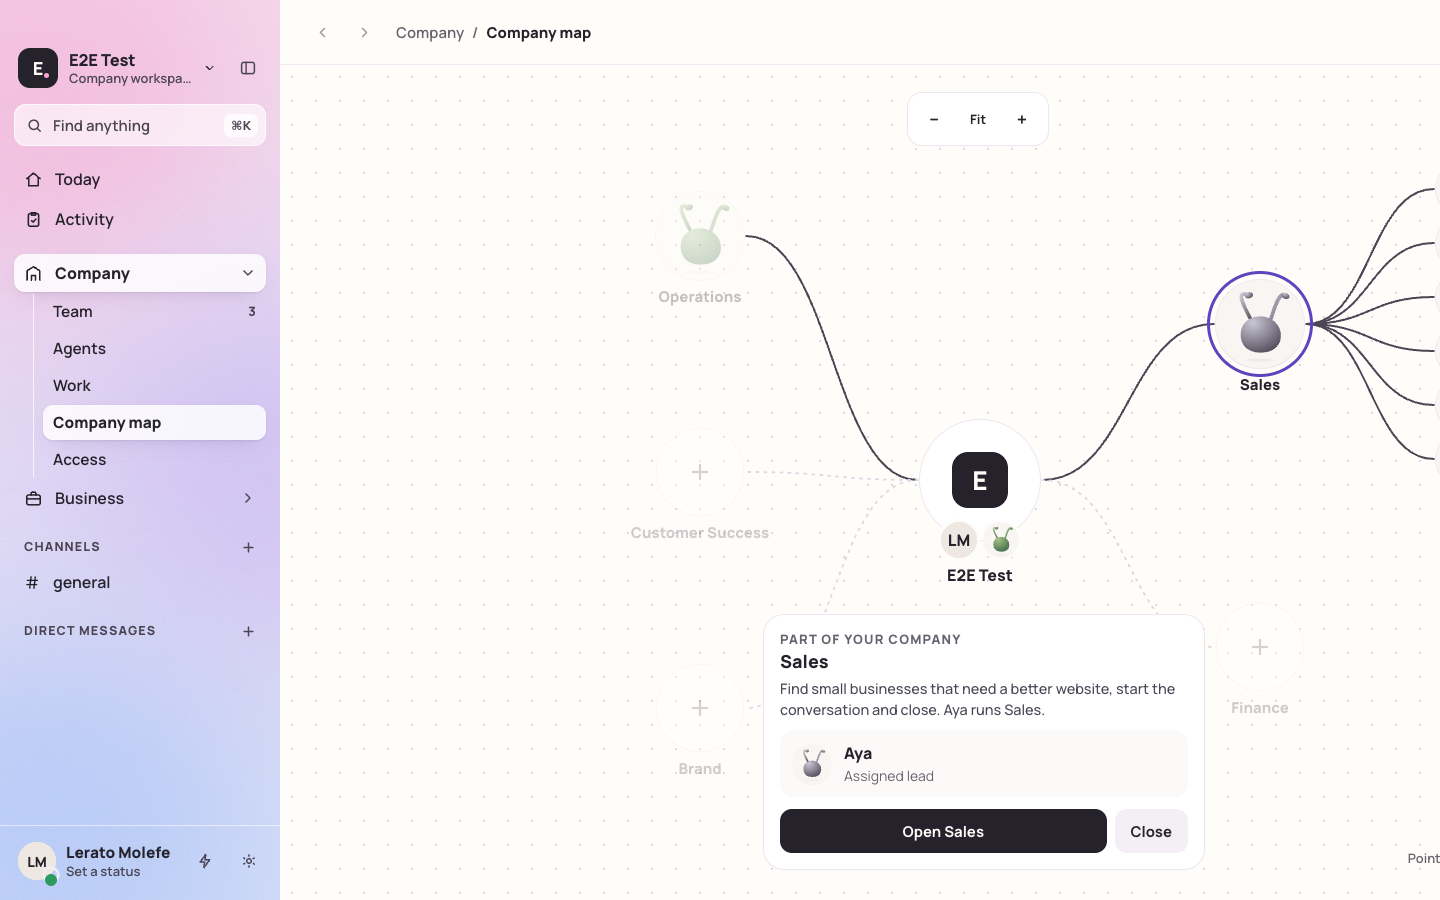 E
E2E Test
Company workspa...
Find anything
⌘K
Today
Activity
Company
Team
3
Agents
Work
Company map
Access
Business
CHANNELS
# general
DIRECT MESSAGES
LM
Lerato Molefe
Set a status
Company / Company map
Fit
Operations
Sales
Customer Success
E
LM
E2E Test
Brand
Finance
PART OF YOUR COMPANY
Sales
Find small businesses that need a better website, start the
conversation and close. Aya runs Sales.
Aya
Assigned lead
Open Sales
Close
Point